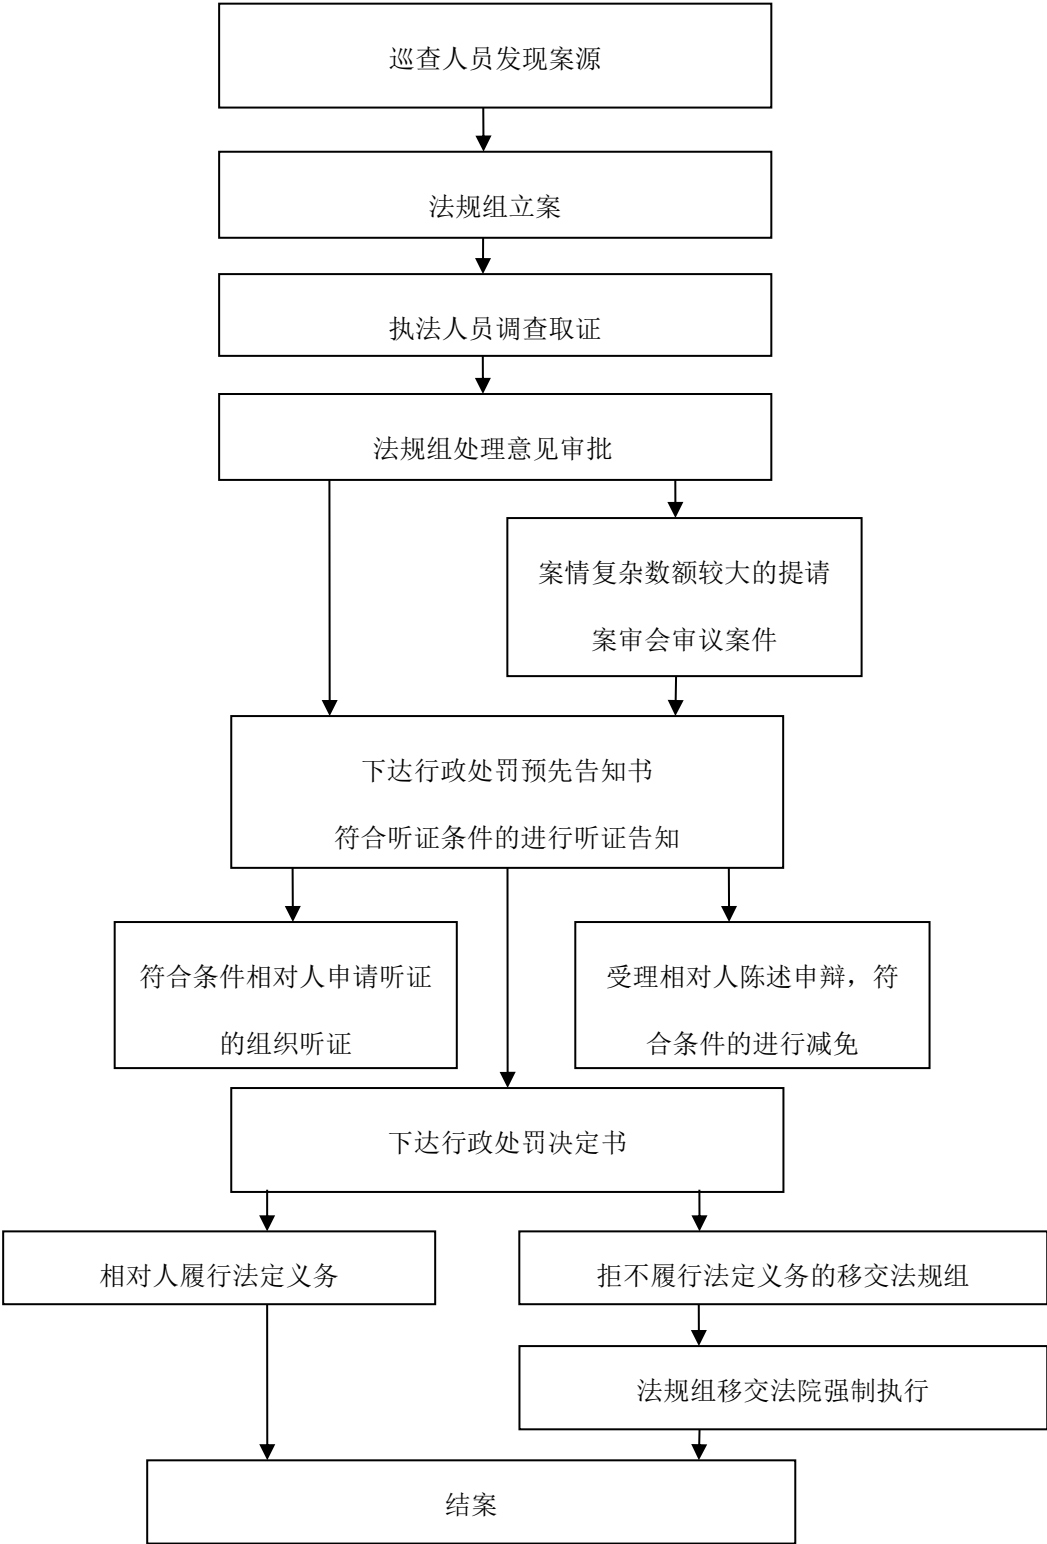 巡查人员发现案源
法规组立案
执法人员调查取证
法规组处理意见审批
案情复杂数额较大的提请
案审会审议案件
下达行政处罚预先告知书
符合听证条件的进行听证告知
符合条件相对人申请听证
的组织听证
受理相对人陈述申辩，符
合条件的进行减免
下达行政处罚决定书
相对人履行法定义务
拒不履行法定义务的移交法规组
法规组移交法院强制执行
结案